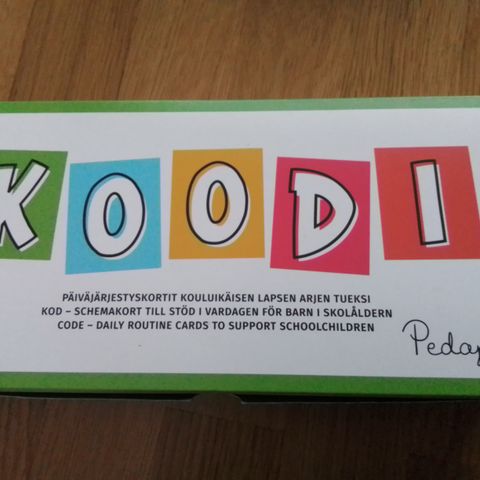 KOODI
PÄIVÄJÄRJESTYSKORTIT KOULUIKÄISEN LAPSEN ARJEN TUEKSI
KOD – SCHEMAKORT TILL STÖD I VARDAGEN FÖR BARN I SKOLÅLDERN
CODE – DAILY ROUTINE CARDS TO SUPPORT SCHOOLCHILDREN